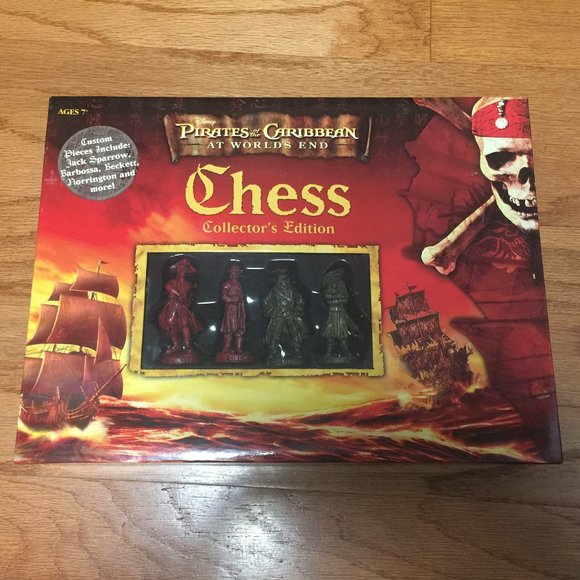 AGES 7+
Custom
Pieces Include:
Jack Sparrow,
Barbossa, Beckett,
Norrington and
more!
Disney
PIRATES of the CARIBBEAN
AT WORLDS END
Chess
Collector's Edition
KING